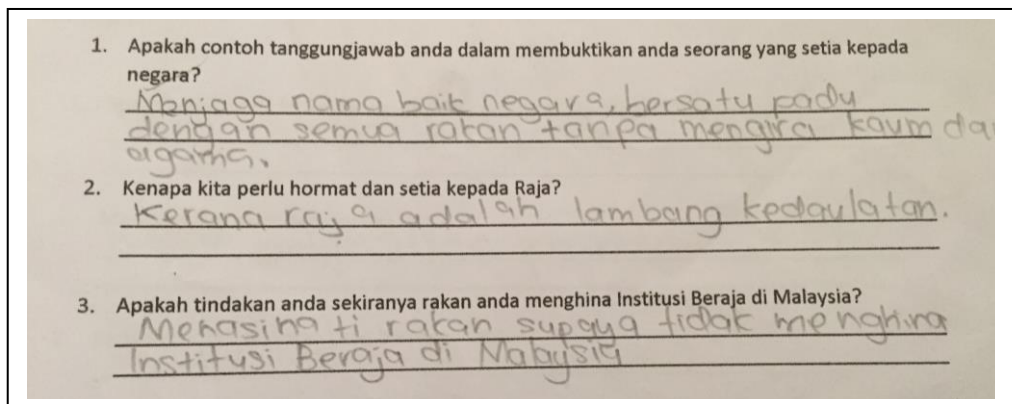 1. Apakah contoh tanggungjawab anda dalam membuktikan anda seorang yang setia kepada
negara?
Menjaga nama baik negara, bersatu padu
dengan semua rakan tanpa mengira kaum da
agama.
2. Kenapa kita perlu hormat dan setia kepada Raja?
Kerana raja adalah lambang kedaulatan.
3. Apakah tindakan anda sekiranya rakan anda menghina Institusi Beraja di Malaysia?
Menasihati rakan supaya tidak menghina
Institusi Beraja di Malaysia